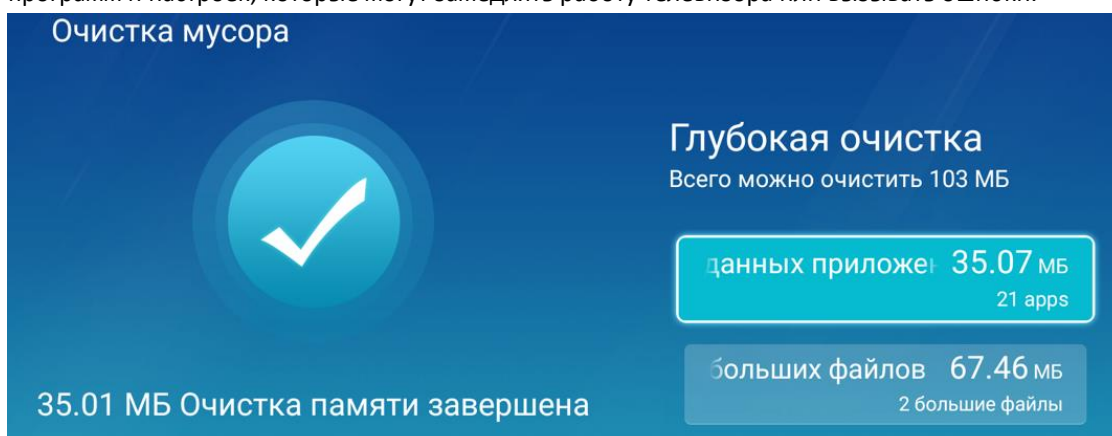 Очистка мусора
Глубокая очистка
Всего можно очистить 103 МБ
данных приложен 35.07 МБ
21 apps
больших файлов 67.46 МБ
2 большие файлы
35.01 МБ Очистка памяти завершена